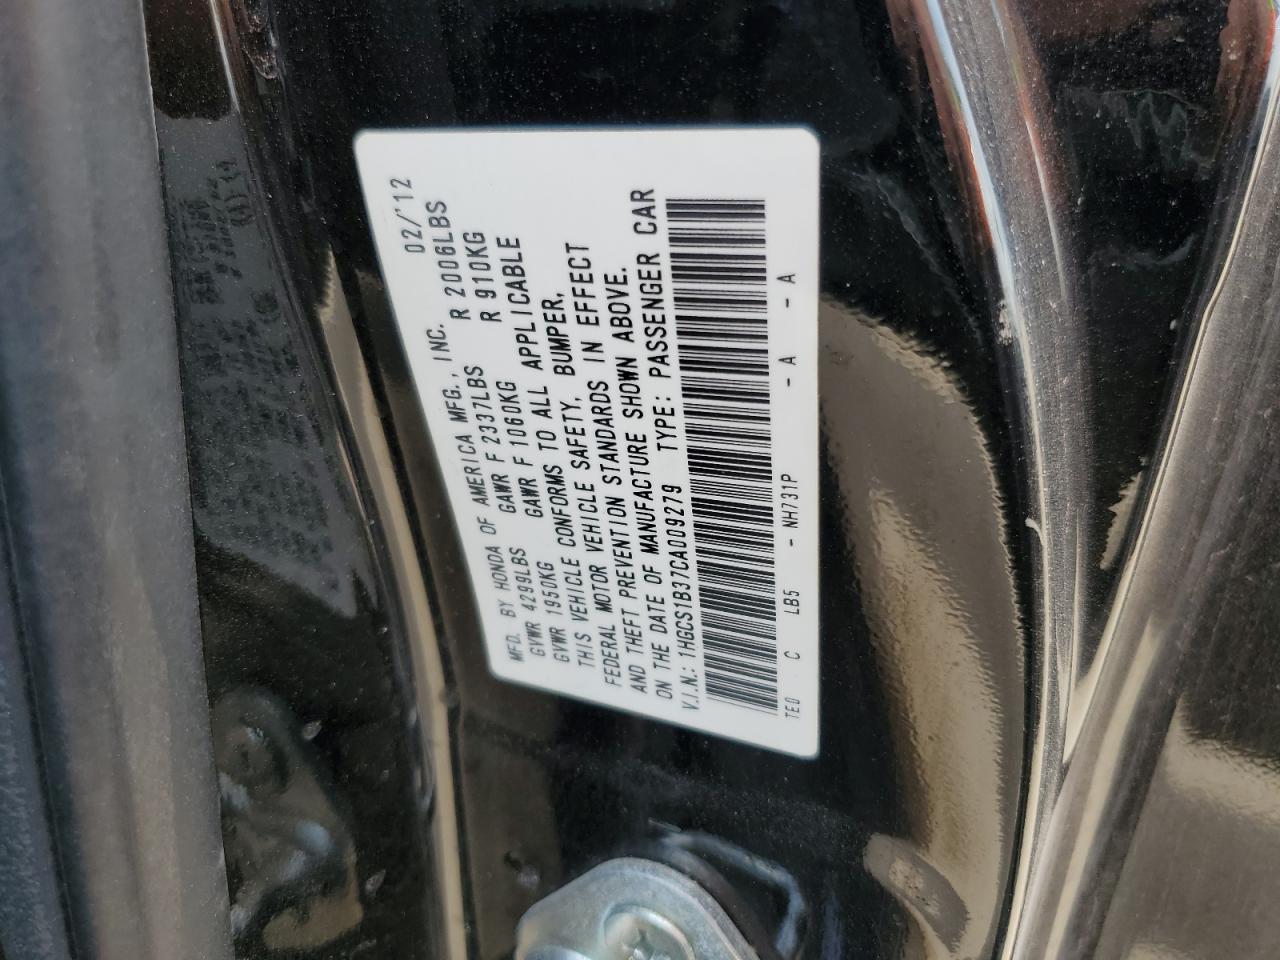 MFD. BY HONDA OF AMERICA MFG., INC. 02/'12
GVWR 4299LBS GAWR F 2337LBS R 2006LBS
GVWR 1950KG GAWR F 1060KG R 910KG
THIS VEHICLE CONFORMS TO ALL APPLICABLE
FEDERAL MOTOR VEHICLE SAFETY, BUMPER,
AND THEFT PREVENTION STANDARDS IN EFFECT
ON THE DATE OF MANUFACTURE SHOWN ABOVE.
V.I.N.: 1HGCS1B37CA009279 TYPE: PASSENGER CAR
TE0 C LB5 - NH731P - A - A